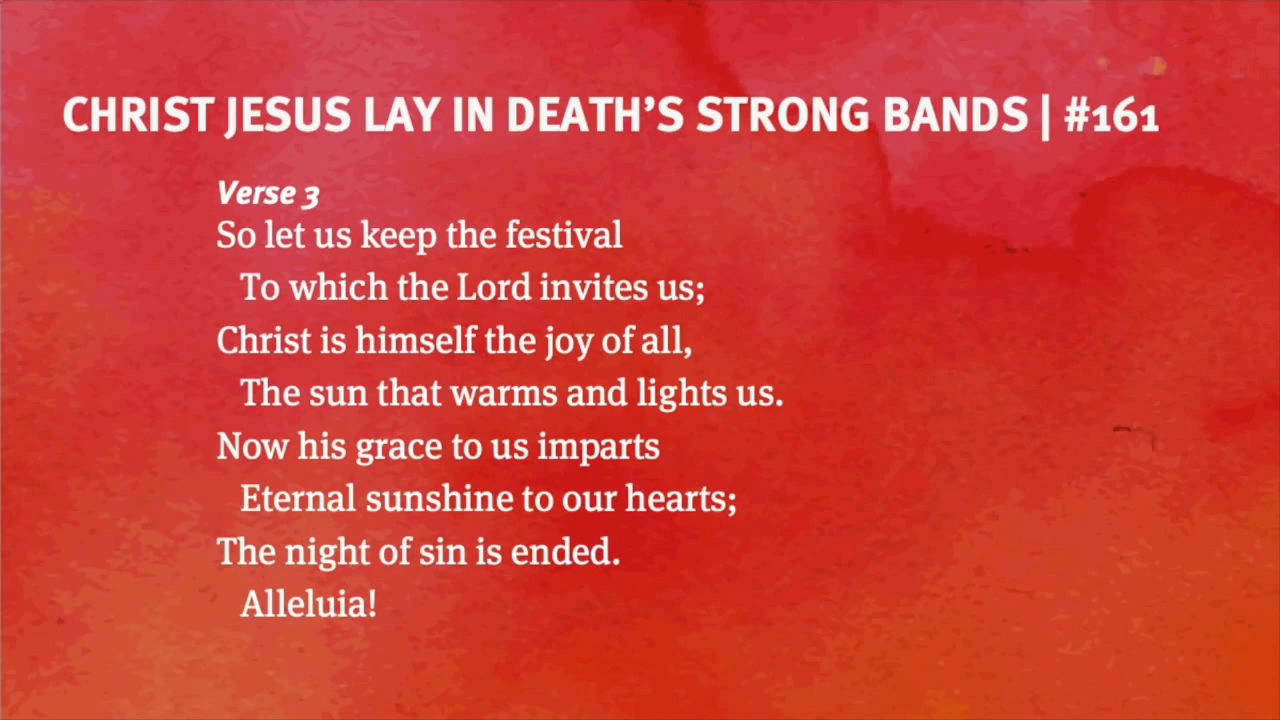 CHRIST JESUS LAY IN DEATH’S STRONG BANDS | #161
Verse 3
So let us keep the festival
To which the Lord invites us;
Christ is himself the joy of all,
The sun that warms and lights us.
Now his grace to us imparts
Eternal sunshine to our hearts;
The night of sin is ended.
Alleluia!